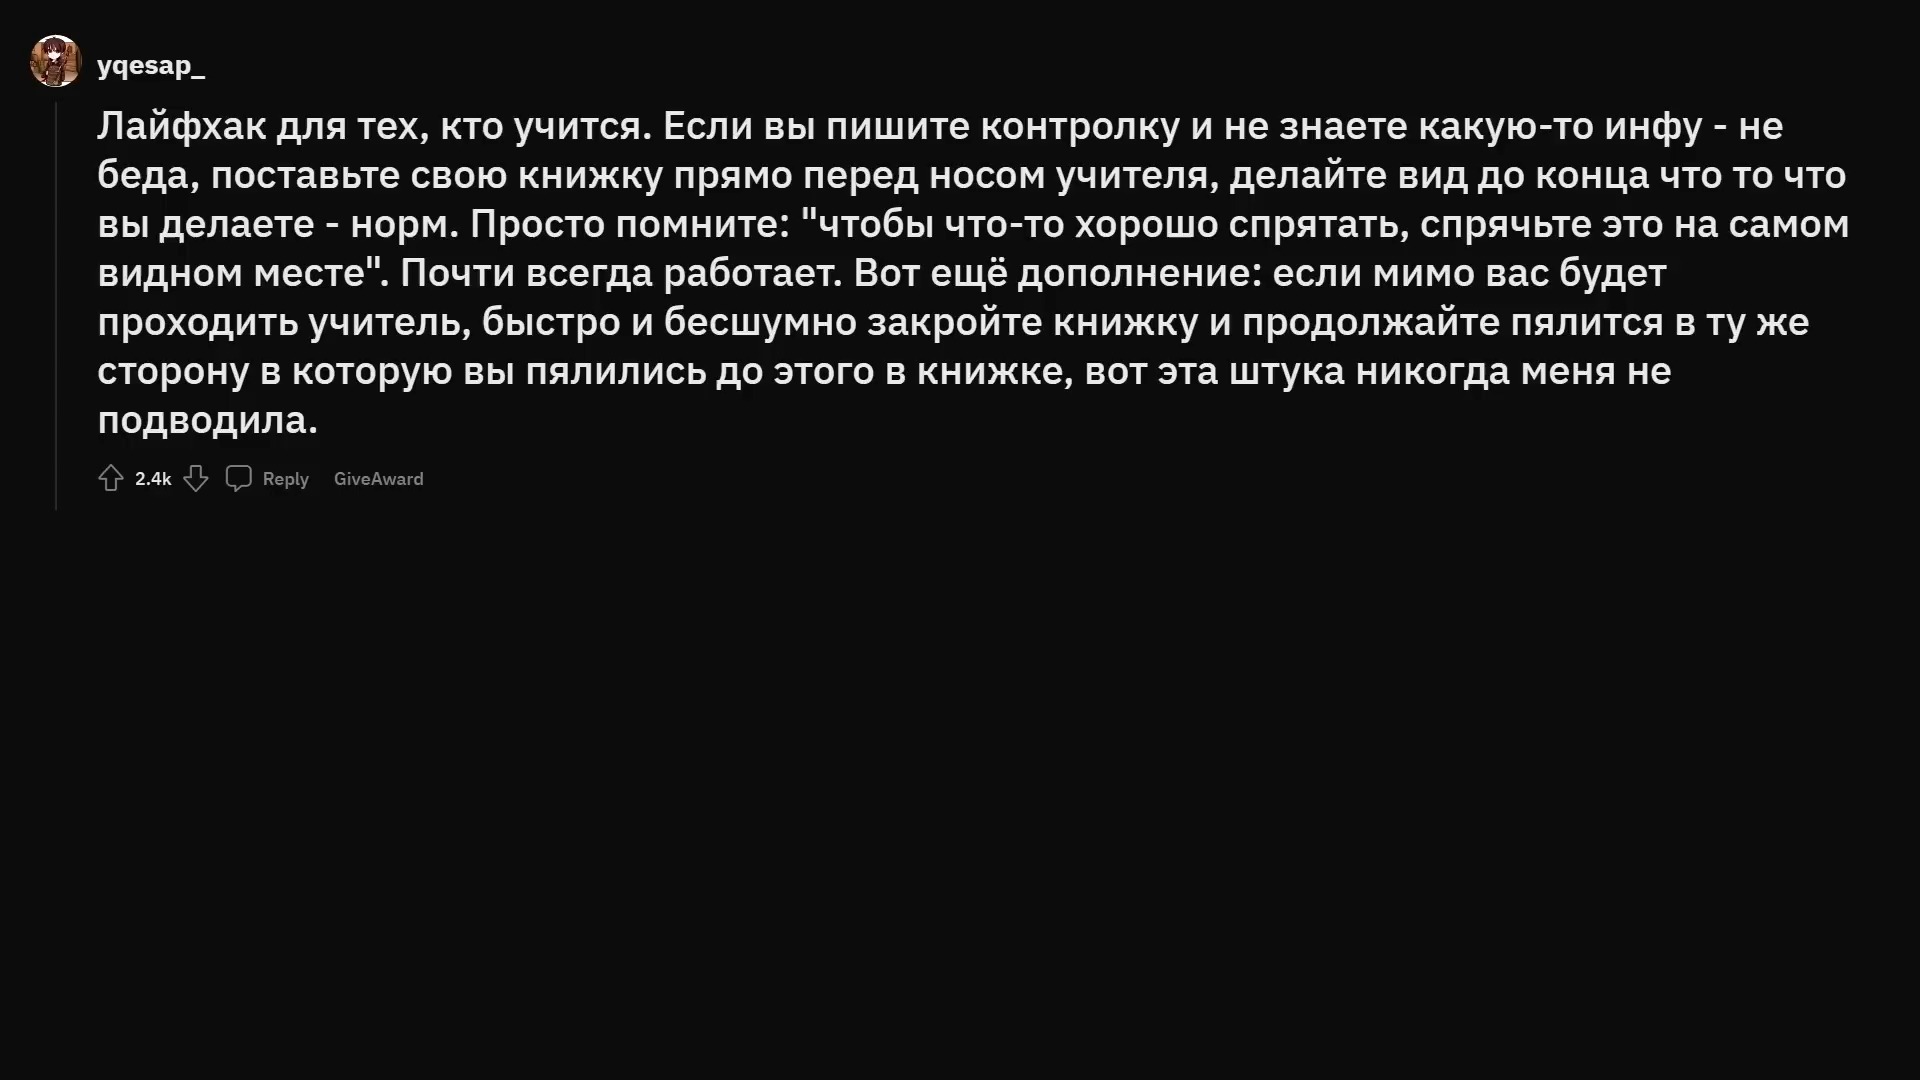 yqesap_
Лайфхак для тех, кто учится. Если вы пишите контролку и не знаете какую-то инфу - не
беда, поставьте свою книжку прямо перед носом учителя, делайте вид до конца что то что
вы делаете - норм. Просто помните: "чтобы что-то хорошо спрятать, спрячьте это на самом
видном месте". Почти всегда работает. Вот ещё дополнение: если мимо вас будет
проходить учитель, быстро и бесшумно закройте книжку и продолжайте пялится в ту же
сторону в которую вы пялились до этого в книжке, вот эта штука никогда меня не
подводила.
2.4k Reply GiveAward